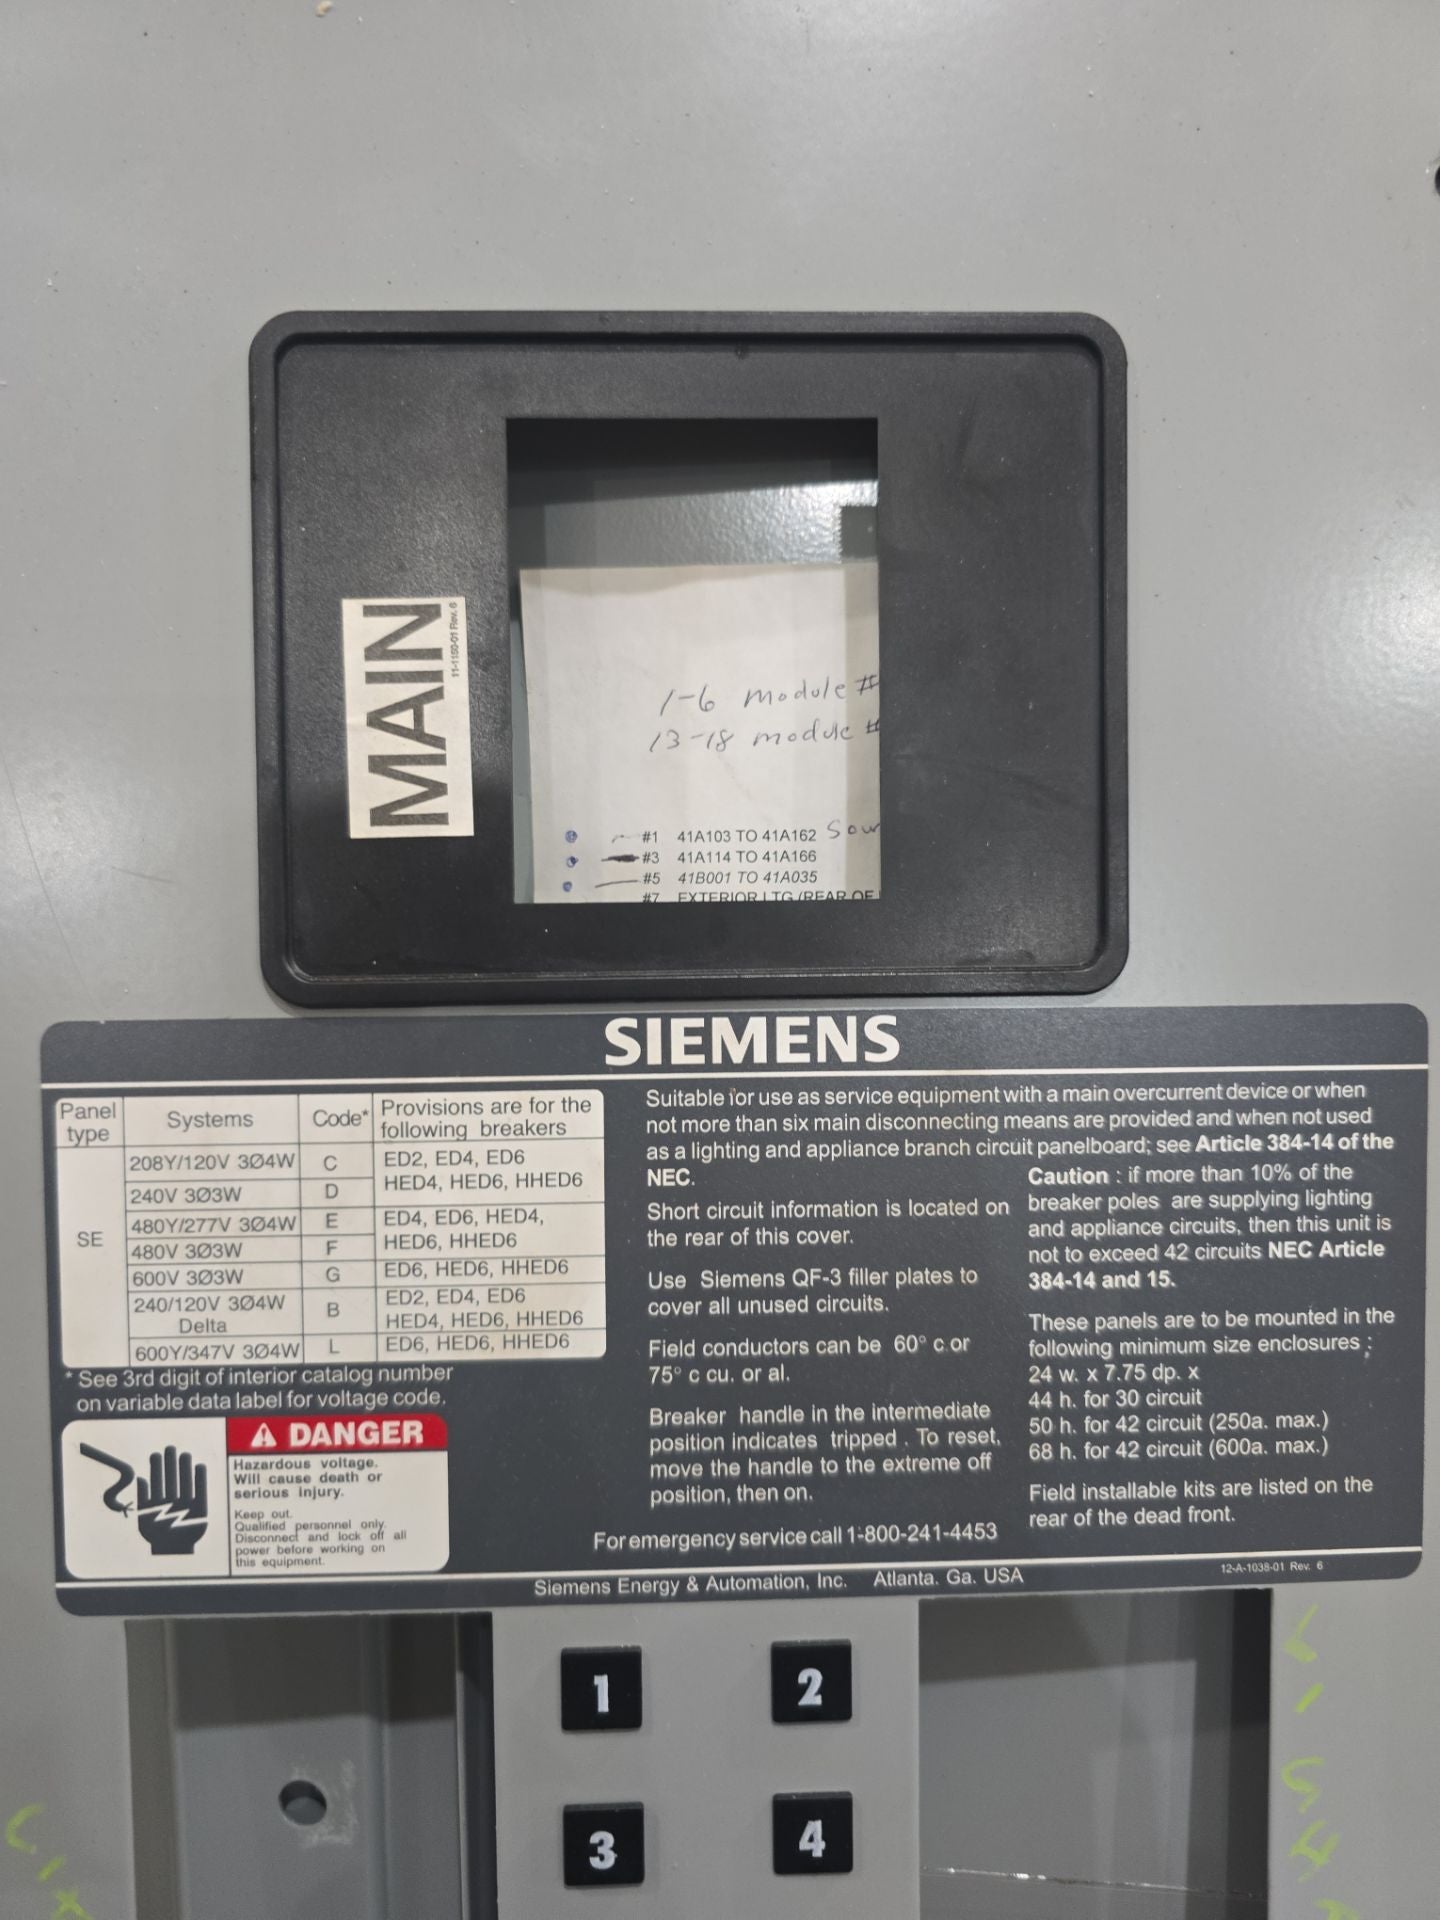 MAIN
11-1150-01 Rev. 6
1-6 module #
13-18 module #
#1 41A103 TO 41A162
#3 41A114 TO 41A166
#5 41B001 TO 41A035
#7 EXTERIOR LTG (REAR OF
SIEMENS
Panel type Systems Code* Provisions are for the following breakers
SE
208Y/120V 3Ø4W C ED2, ED4, ED6
240V 3Ø3W D HED4, HED6, HHED6
480Y/277V 3Ø4W E ED4, ED6, HED4,
480V 3Ø3W F HED6, HHED6
600V 3Ø3W G ED6, HED6, HHED6
240/120V 3Ø4W B ED2, ED4, ED6
Delta HED4, HED6, HHED6
600Y/347V 3Ø4W L ED6, HED6, HHED6
* See 3rd digit of interior catalog number
on variable data label for voltage code.
DANGER
Hazardous voltage.
Will cause death or
serious injury.
Keep out.
Qualified personnel only.
Disconnect and lock off all
power before working on
this equipment.
Suitable for use as service equipment with a main overcurrent device or when
not more than six main disconnecting means are provided and when not used
as a lighting and appliance branch circuit panelboard; see Article 384-14 of the
NEC.
Short circuit information is located on
the rear of this cover.
Use Siemens QF-3 filler plates to
cover all unused circuits.
Field conductors can be 60° c or
75° c cu. or al.
Breaker handle in the intermediate
position indicates tripped . To reset,
move the handle to the extreme off
position, then on.
For emergency service call 1-800-241-4453
Caution : if more than 10% of the
breaker poles are supplying lighting
and appliance circuits, then this unit is
not to exceed 42 circuits NEC Article
384-14 and 15.
These panels are to be mounted in the
following minimum size enclosures ;
24 w. x 7.75 dp. x
44 h. for 30 circuit
50 h. for 42 circuit (250a. max.)
68 h. for 42 circuit (600a. max.)
Field installable kits are listed on the
rear of the dead front.
Siemens Energy & Automation, Inc. Atlanta. Ga. USA
12-A-1038-01 Rev. 6
1 2
3 4